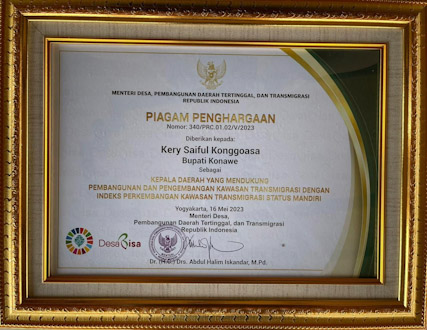 MENTERI DESA, PEMBANGUNAN DAERAH TERTINGGAL, DAN TRANSMIGRASI
REPUBLIK INDONESIA
PIAGAM PENGHARGAAN
Nomor: 340/PRC.01.02/V/2023
Diberikan kepada:
Kery Saiful Konggoasa
Bupati Konawe
Sebagai
KEPALA DAERAH YANG MENDUKUNG
PEMBANGUNAN DAN PENGEMBANGAN KAWASAN TRANSMIGRASI DENGAN
INDEKS PERKEMBANGAN KAWASAN TRANSMIGRASI STATUS MANDIRI
Yogyakarta, 16 Mei 2023
Menteri Desa,
Pembangunan Daerah Tertinggal, dan Transmigrasi
Republik Indonesia
DesaBisa
Dr. (H.C.) Drs. Abdul Halim Iskandar, M.Pd.